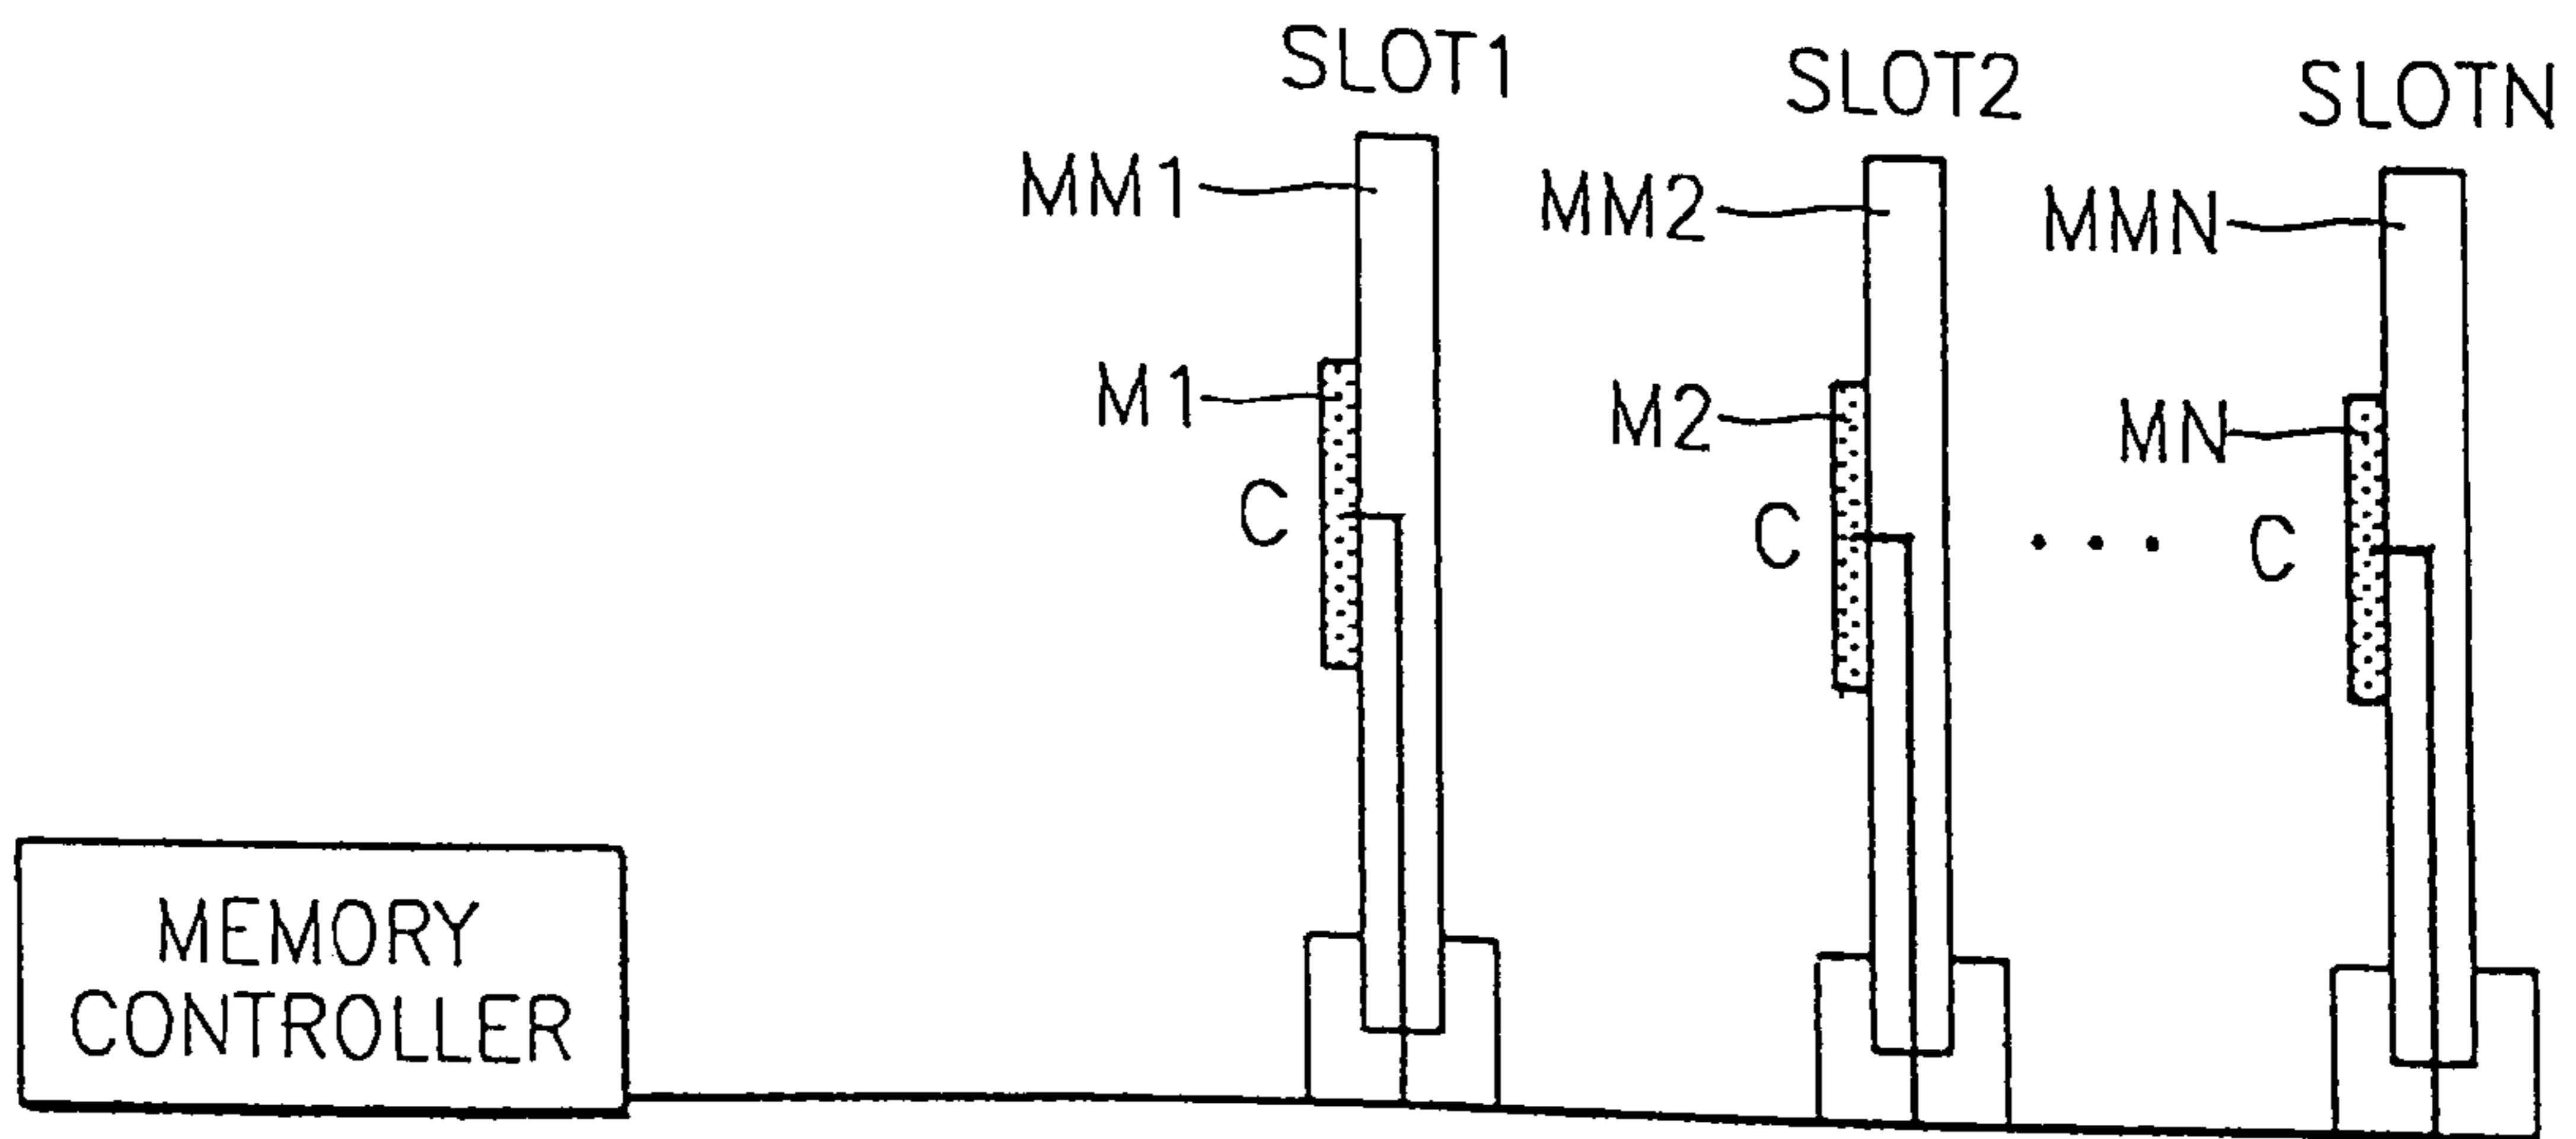 SLOT1
SLOT2
SLOTN
MM1
MM2
MMN
M1
M2
MN
C
C
. . . C
MEMORY
CONTROLLER